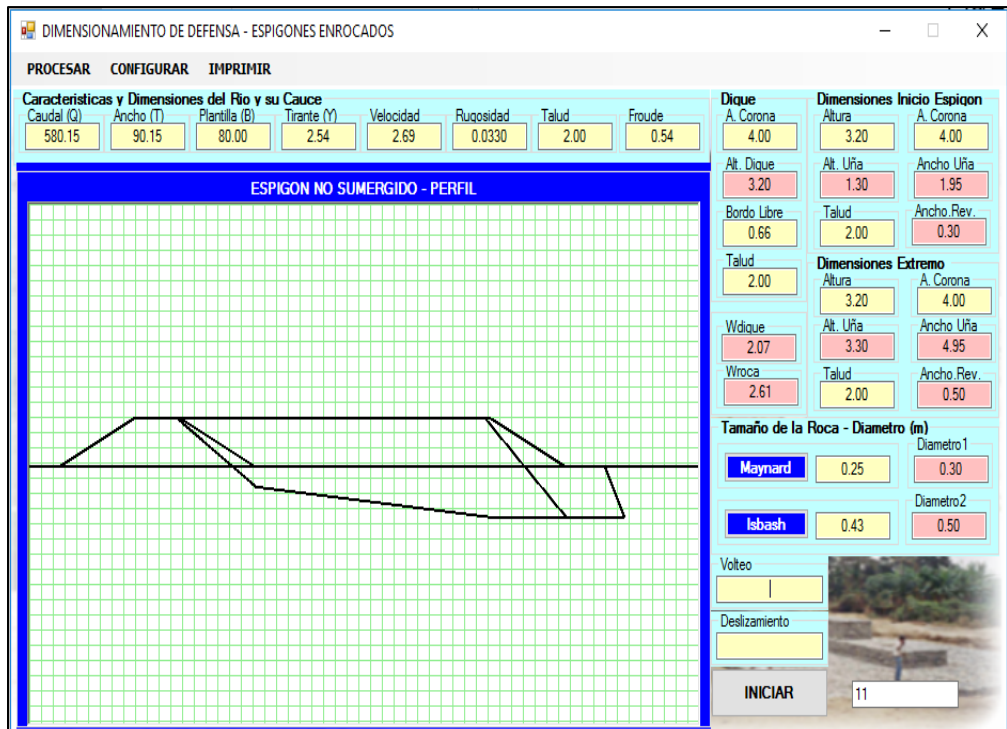 DIMENSIONAMIENTO DE DEFENSA - ESPIGONES ENROCADOS
PROCESAR CONFIGURAR IMPRIMIR
Caracteristicas y Dimensiones del Rio y su Cauce
Caudal (Q) Ancho (T) Plantilla (B) Tirante (Y) Velocidad Rugosidad Talud Froude
580.15 90.15 80.00 2.54 2.69 0.0330 2.00 0.54
ESPIGON NO SUMERGIDO - PERFIL
Dique
A. Corona
4.00
Alt. Dique
3.20
Bordo Libre
0.66
Talud
2.00
Wdique
2.07
Wroca
2.61
Dimensiones Inicio Espigon
Altura A. Corona
3.20 4.00
Alt. Uña Ancho Uña
1.30 1.95
Talud Ancho.Rev.
2.00 0.30
Dimensiones Extremo
Altura A. Corona
3.20 4.00
Alt. Uña Ancho Uña
3.30 4.95
Talud Ancho.Rev.
2.00 0.50
Tamaño de la Roca - Diametro (m)
Diametro1
Maynard 0.25 0.30
Diametro2
Isbash 0.43 0.50
Volteo
Deslizamiento
INICIAR 11